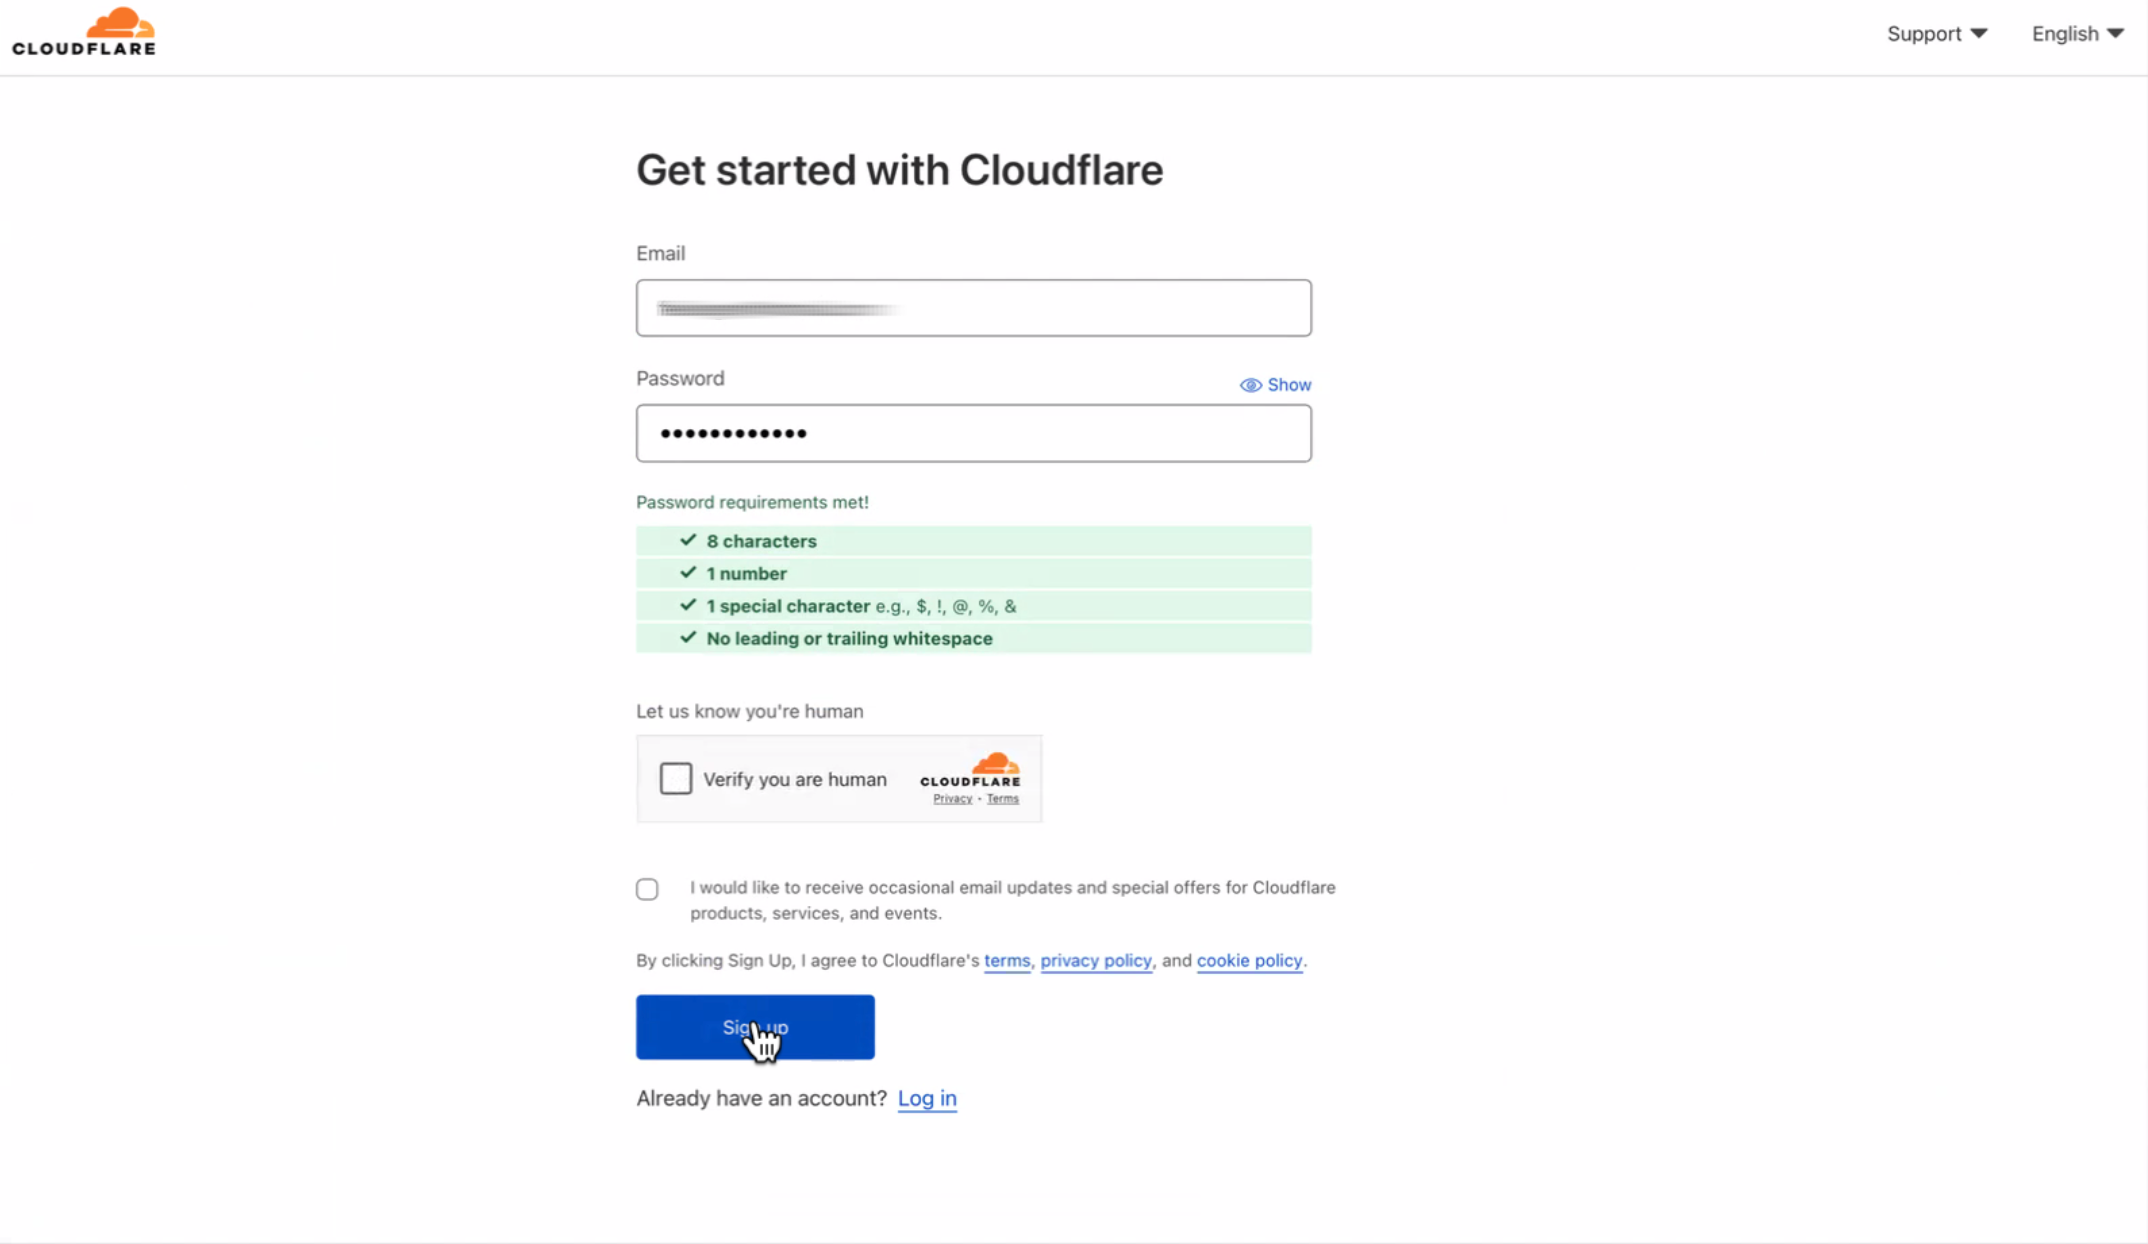 CLOUDFLARE
Support
English
Get started with Cloudflare
Email
Password
Show
••••••••••••
Password requirements met!
8 characters
1 number
1 special character e.g., $, !, @, %, &
No leading or trailing whitespace
Let us know you're human
Verify you are human
CLOUDFLARE
Privacy • Terms
I would like to receive occasional email updates and special offers for Cloudflare
products, services, and events.
By clicking Sign Up, I agree to Cloudflare's terms, privacy policy, and cookie policy.
Sign up
Already have an account? Log in